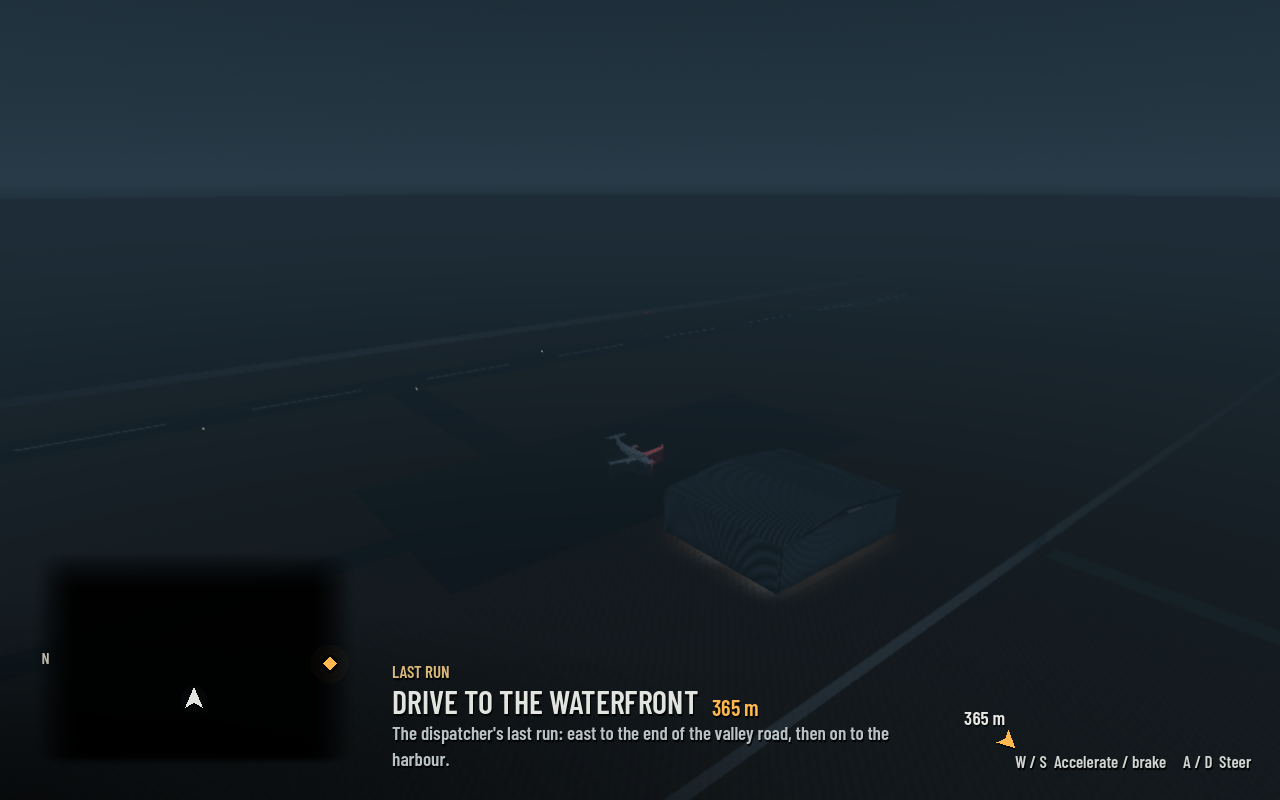 N
LAST RUN
DRIVE TO THE WATERFRONT 365 m
The dispatcher's last run: east to the end of the valley road, then on to the
harbour.
365 m
W / S Accelerate / brake A / D Steer